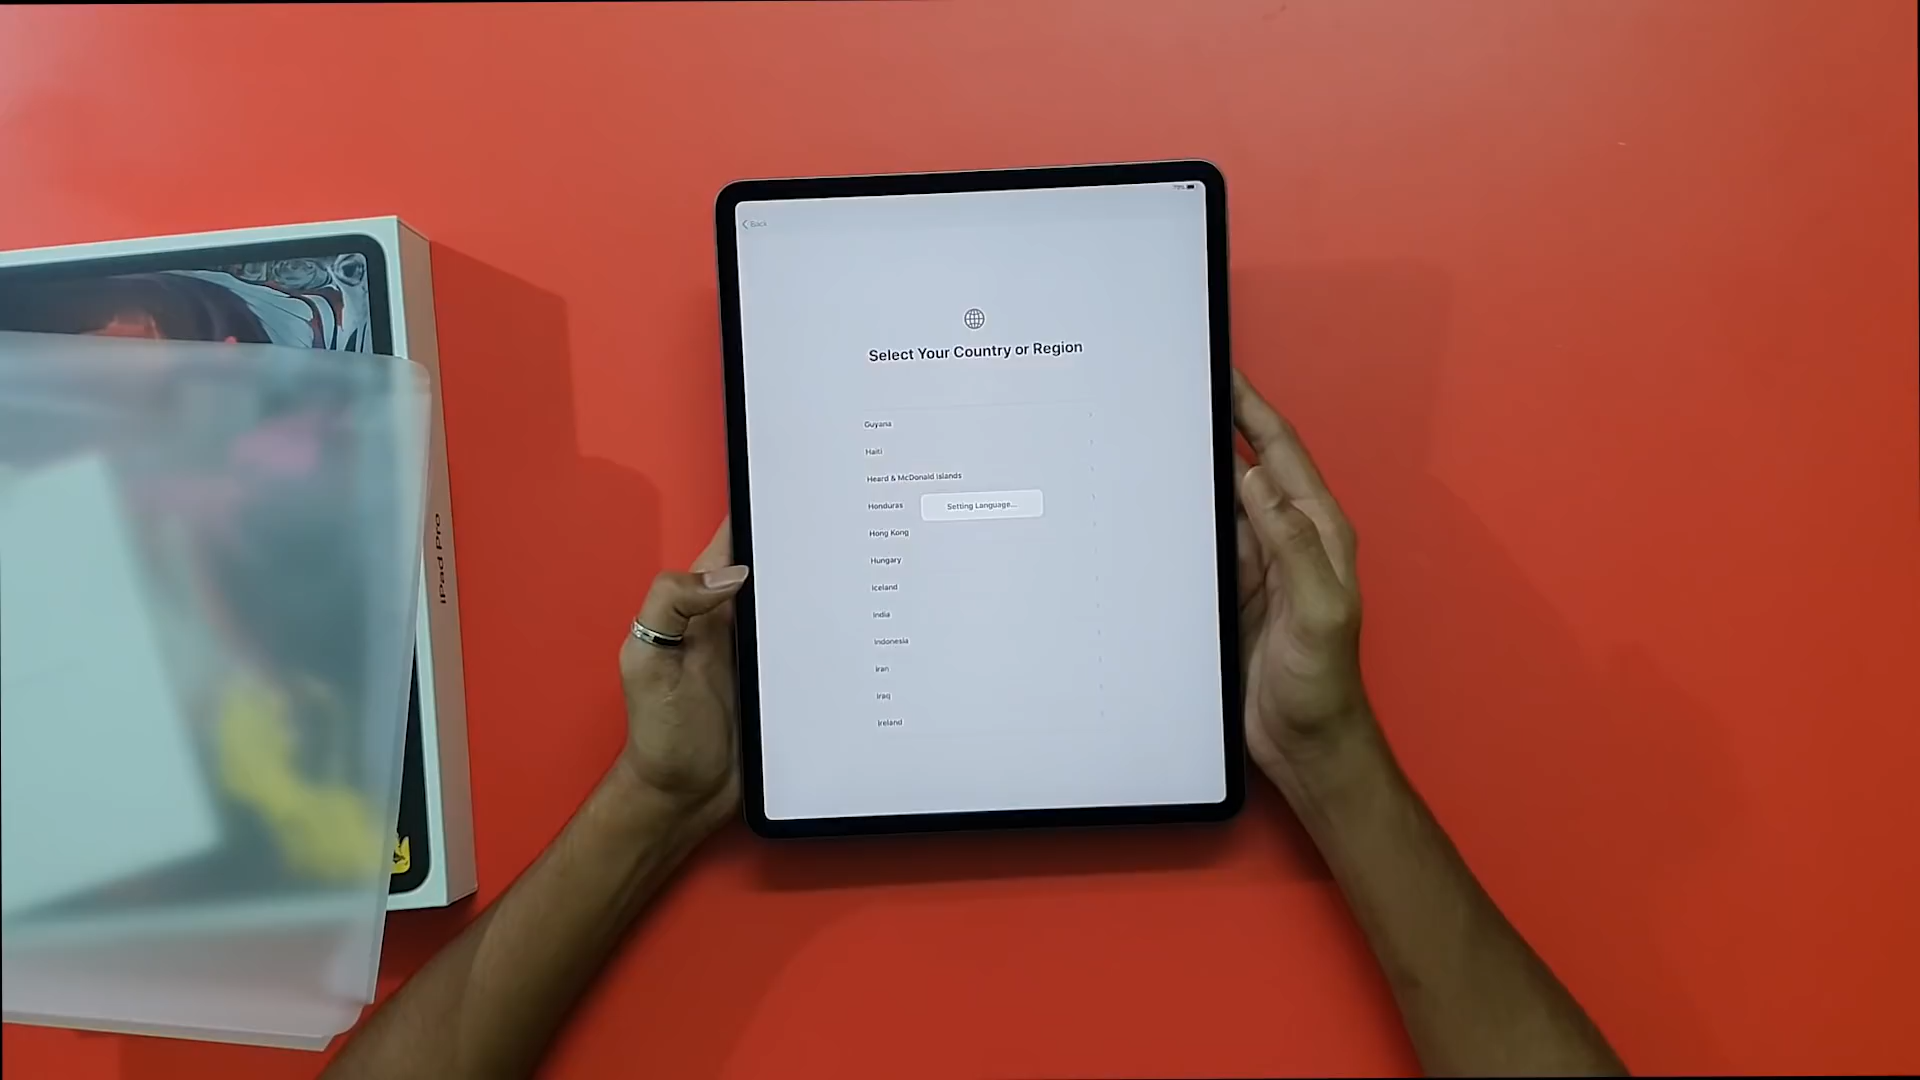 Back
Select Your Country or Region
Guyana
Haiti
Heard & McDonald Islands
Honduras
Setting Language...
Hong Kong
Hungary
Iceland
India
Indonesia
Iran
Iraq
Ireland
iPad Pro